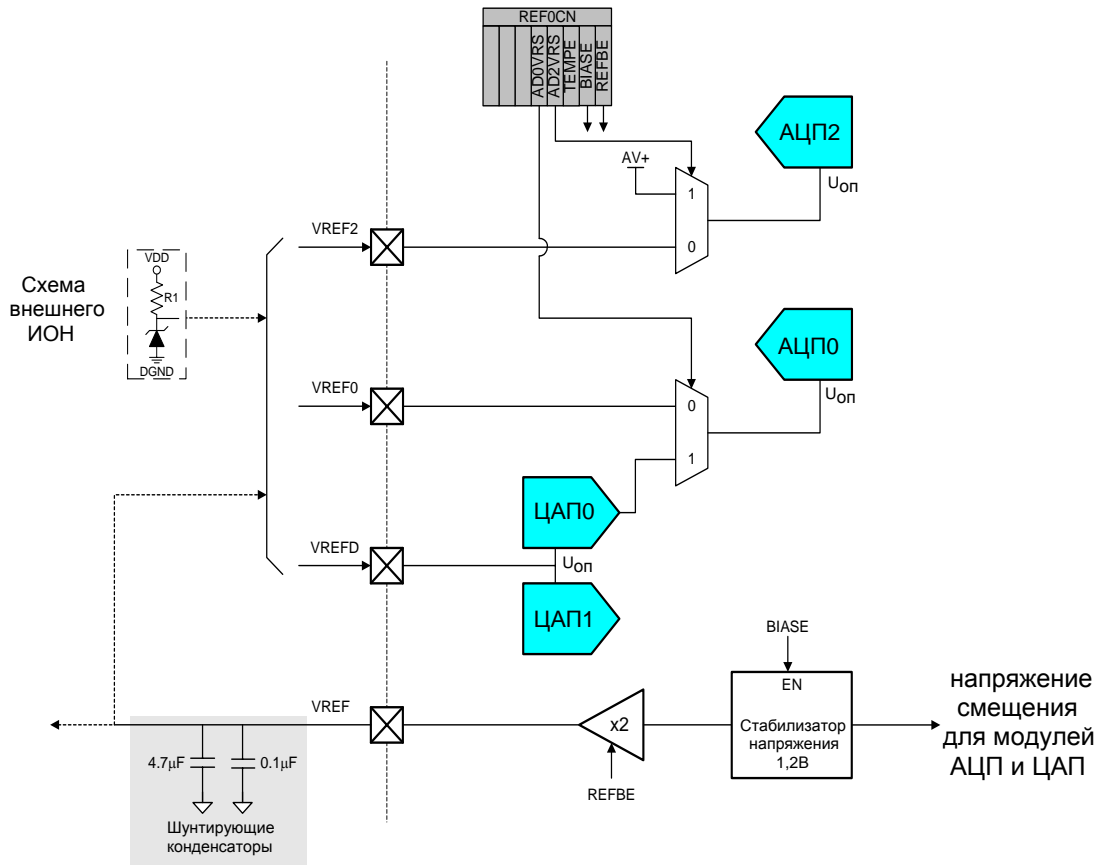 REF0CN
AD0VRS
AD2VRS
TEMPE
BIASE
REFBE
АЦП2
AV+
Uоп
1
0
VREF2
Схема
внешнего
ИОН
VDD
R1
DGND
АЦП0
Uоп
VREF0
0
1
ЦАП0
VREFD
Uоп
ЦАП1
BIASE
EN
Стабилизатор
напряжения
1,2В
напряжение
смещения
для модулей
АЦП и ЦАП
VREF
x2
REFBE
4.7µF
0.1µF
Шунтирующие
конденсаторы